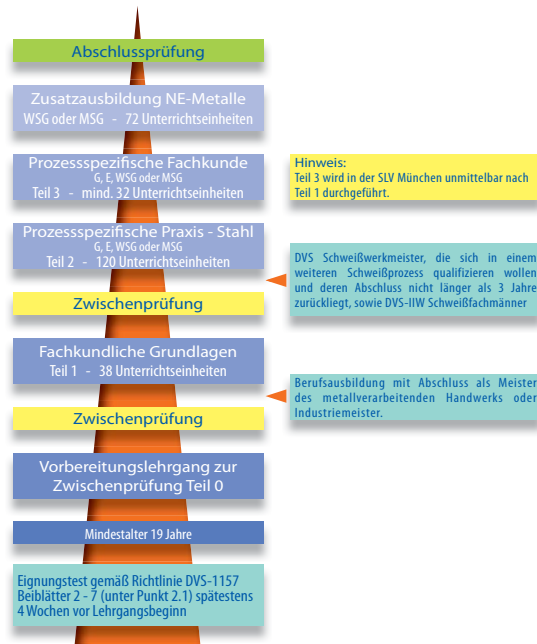 Abschlussprüfung
Zusatzausbildung NE-Metalle
WSG oder MSG - 72 Unterrichtseinheiten
Prozessspezifische Fachkunde
G, E, WSG oder MSG
Teil 3 - mind. 32 Unterrichtseinheiten
Hinweis:
Teil 3 wird in der SLV München unmittelbar nach
Teil 1 durchgeführt.
Prozessspezifische Praxis - Stahl
G, E, WSG oder MSG
Teil 2 - 120 Unterrichtseinheiten
DVS Schweißwerkmeister, die sich in einem
weiteren Schweißprozess qualifizieren wollen
und deren Abschluss nicht länger als 3 Jahre
zurückliegt, sowie DVS-IIW Schweißfachmänner
Zwischenprüfung
Fachkundliche Grundlagen
Teil 1 - 38 Unterrichtseinheiten
Berufsausbildung mit Abschluss als Meister
des metallverarbeitenden Handwerks oder
Industriemeister.
Zwischenprüfung
Vorbereitungslehrgang zur
Zwischenprüfung Teil 0
Mindestalter 19 Jahre
Eignungstest gemäß Richtlinie DVS-1157
Beiblätter 2 - 7 (unter Punkt 2.1) spätestens
4 Wochen vor Lehrgangsbeginn